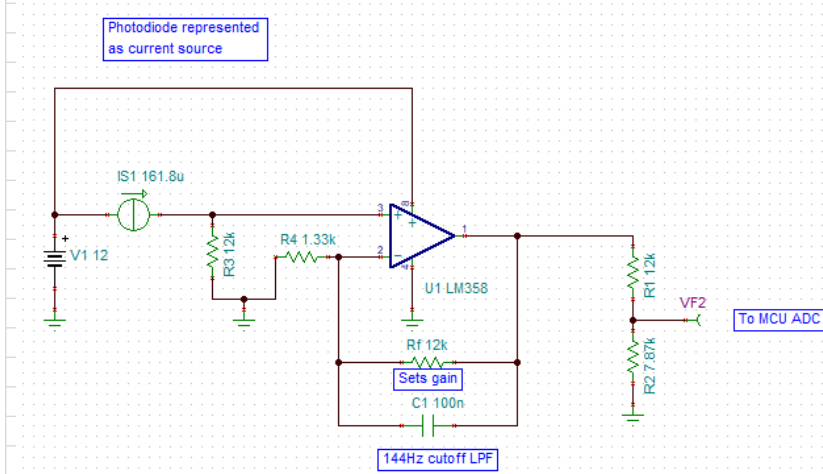 Photodiode represented
as current source
IS1 161.8u
V1 12
R3 12k
R4 1.33k
3
2
8
4
1
+
+
+
−
U1 LM358
R1 12k
VF2
To MCU ADC
R2 7.87k
Rf 12k
Sets gain
C1 100n
144Hz cutoff LPF